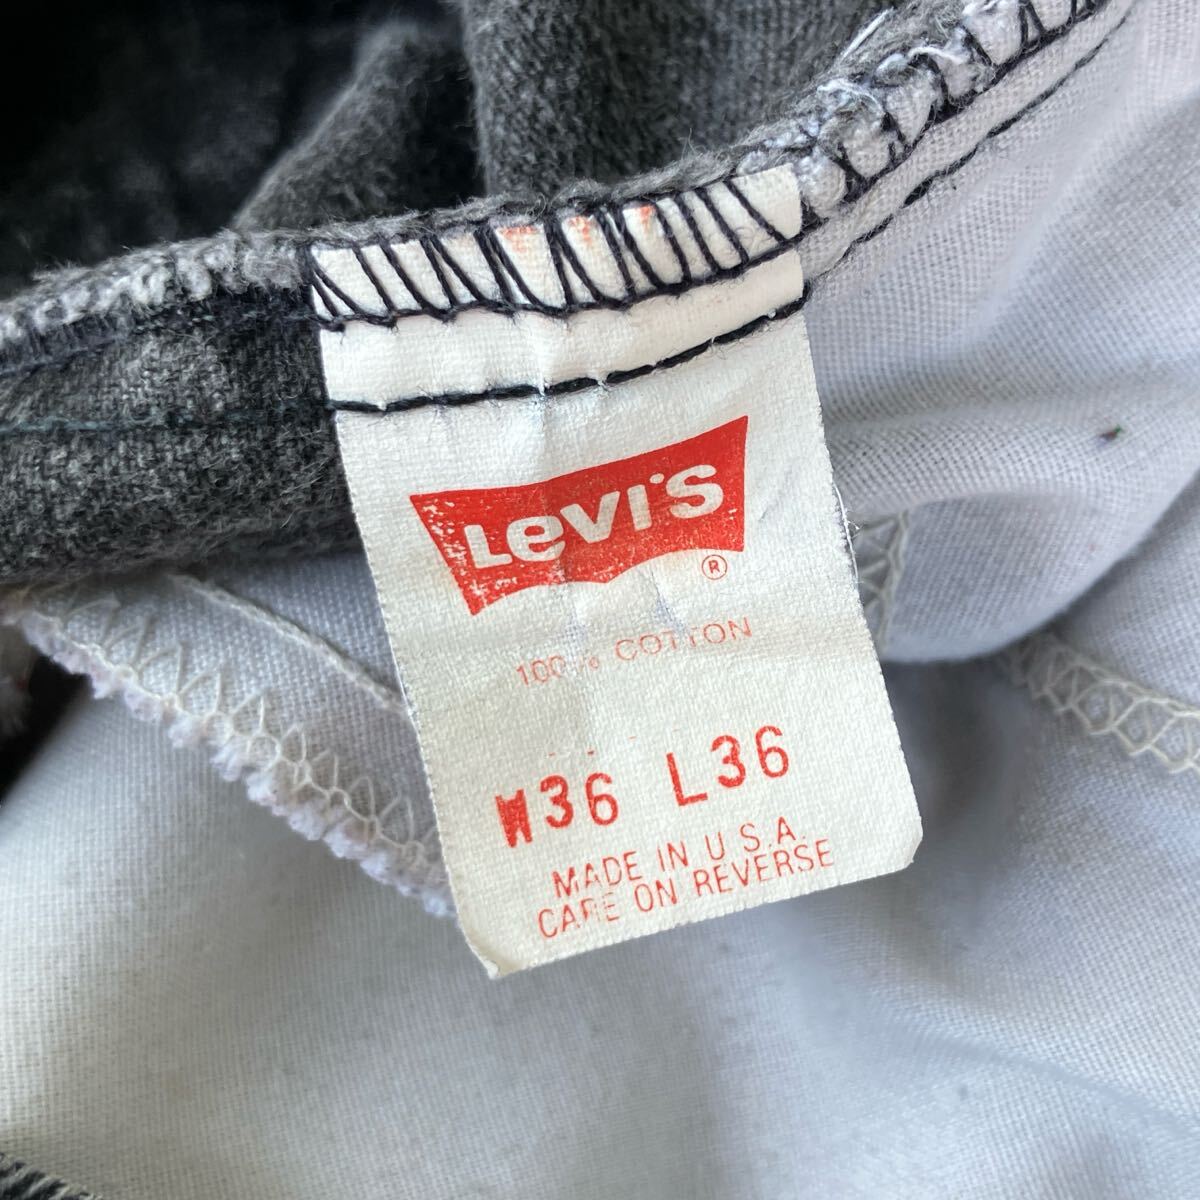 Levi's
®
100% COTTON
W36 L36
MADE IN U.S.A.
CARE ON REVERSE